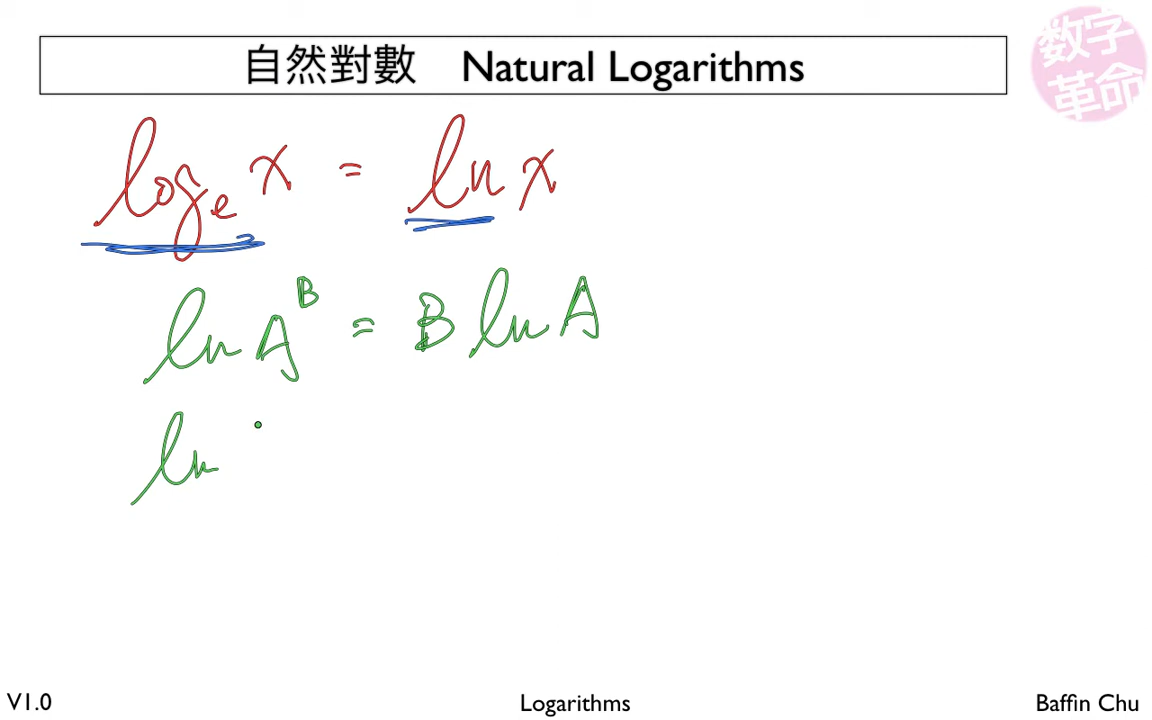 自然對數 Natural Logarithms
数字
革命
logₑ x = ln x
ln Aᴮ = B ln A
ln
V1.0 Logarithms Baffin Chu